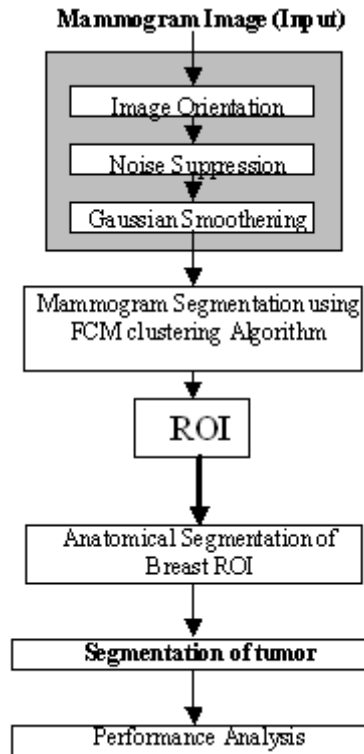 Mammogram Image (Input)
Image Orientation
Noise Suppression
Gaussian Smoothening
Mammogram Segmentation using
FCM clustering Algorithm
ROI
Anatomical Segmentation of
Breast ROI
Segmentation of tumor
Performance Analysis